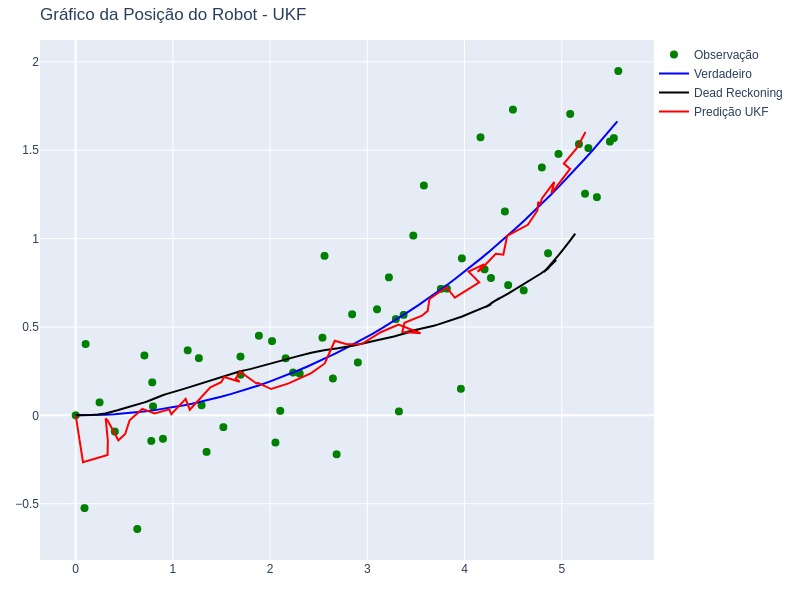 Gráfico da Posição do Robot - UKF
Observação
Verdadeiro
Dead Reckoning
Predição UKF
2
1.5
1
0.5
0
−0.5
0 1 2 3 4 5